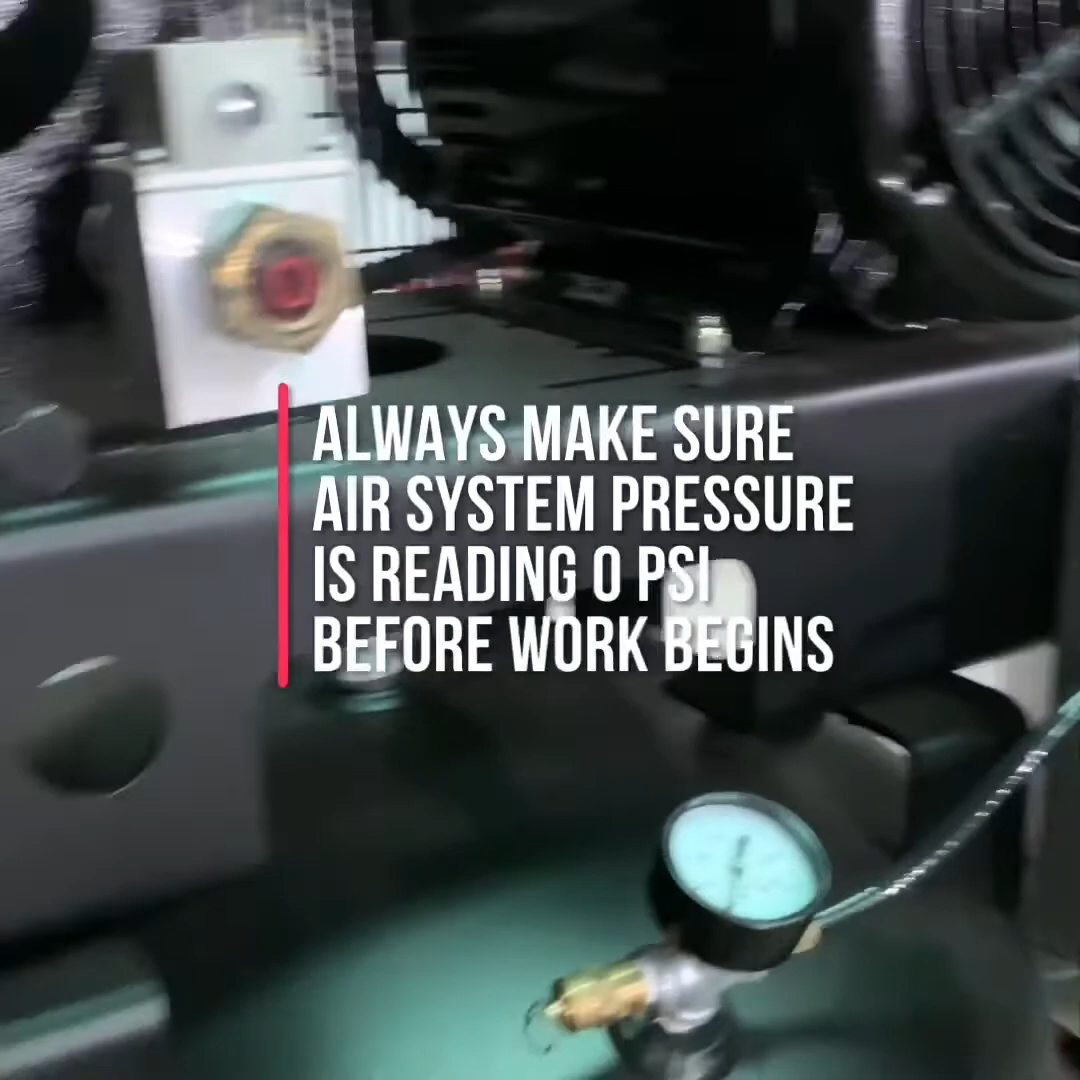 ALWAYS MAKE SURE
AIR SYSTEM PRESSURE
IS READING 0 PSI
BEFORE WORK BEGINS